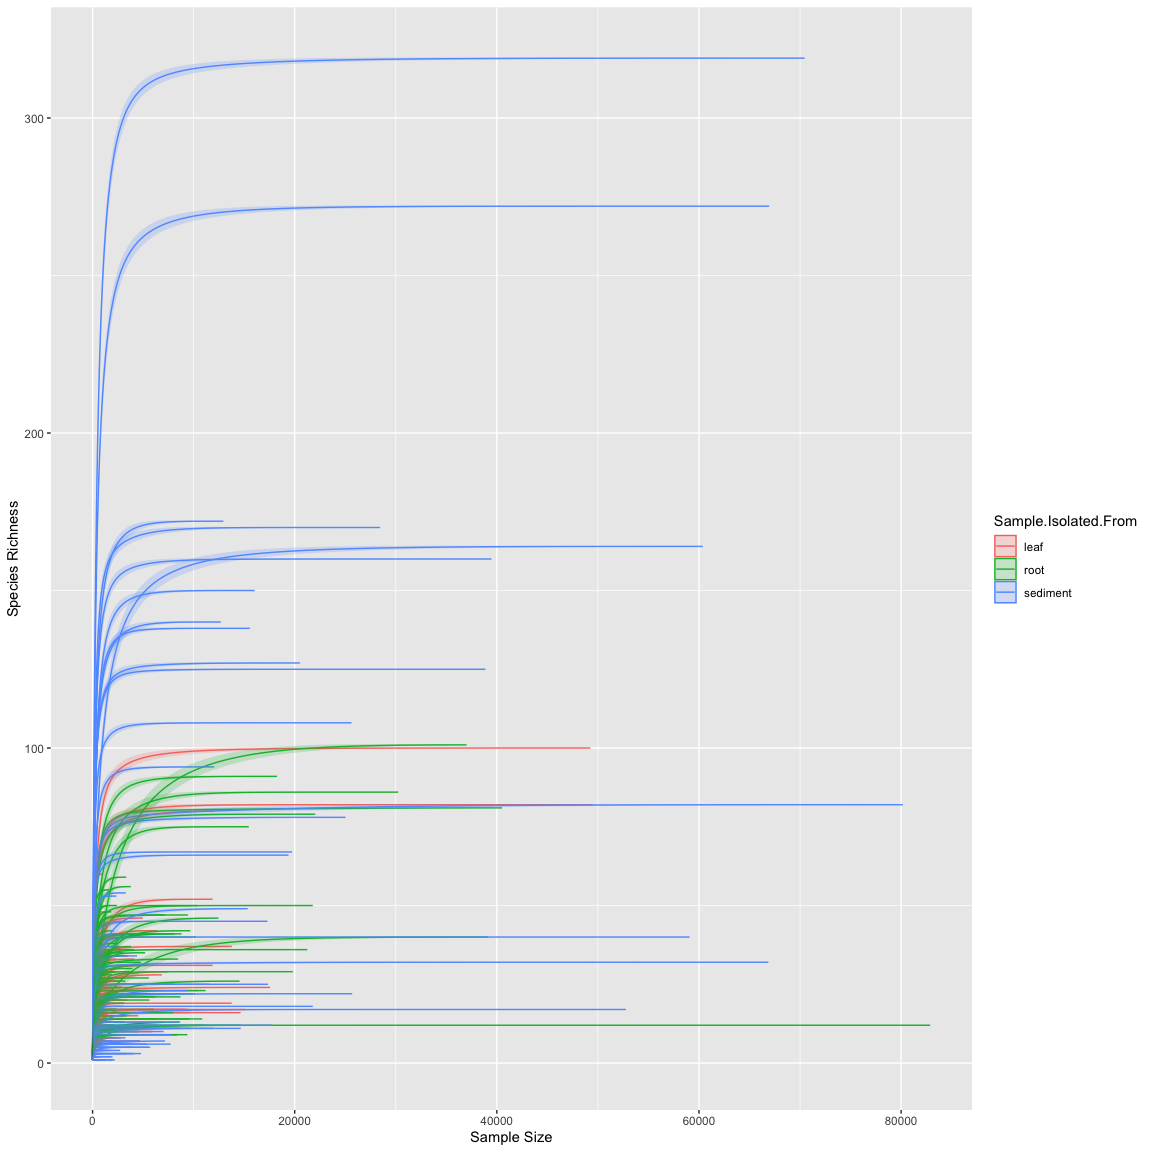 300
200
100
0
Species Richness
0 20000 40000 60000 80000
Sample Size
Sample.Isolated.From
leaf
root
sediment